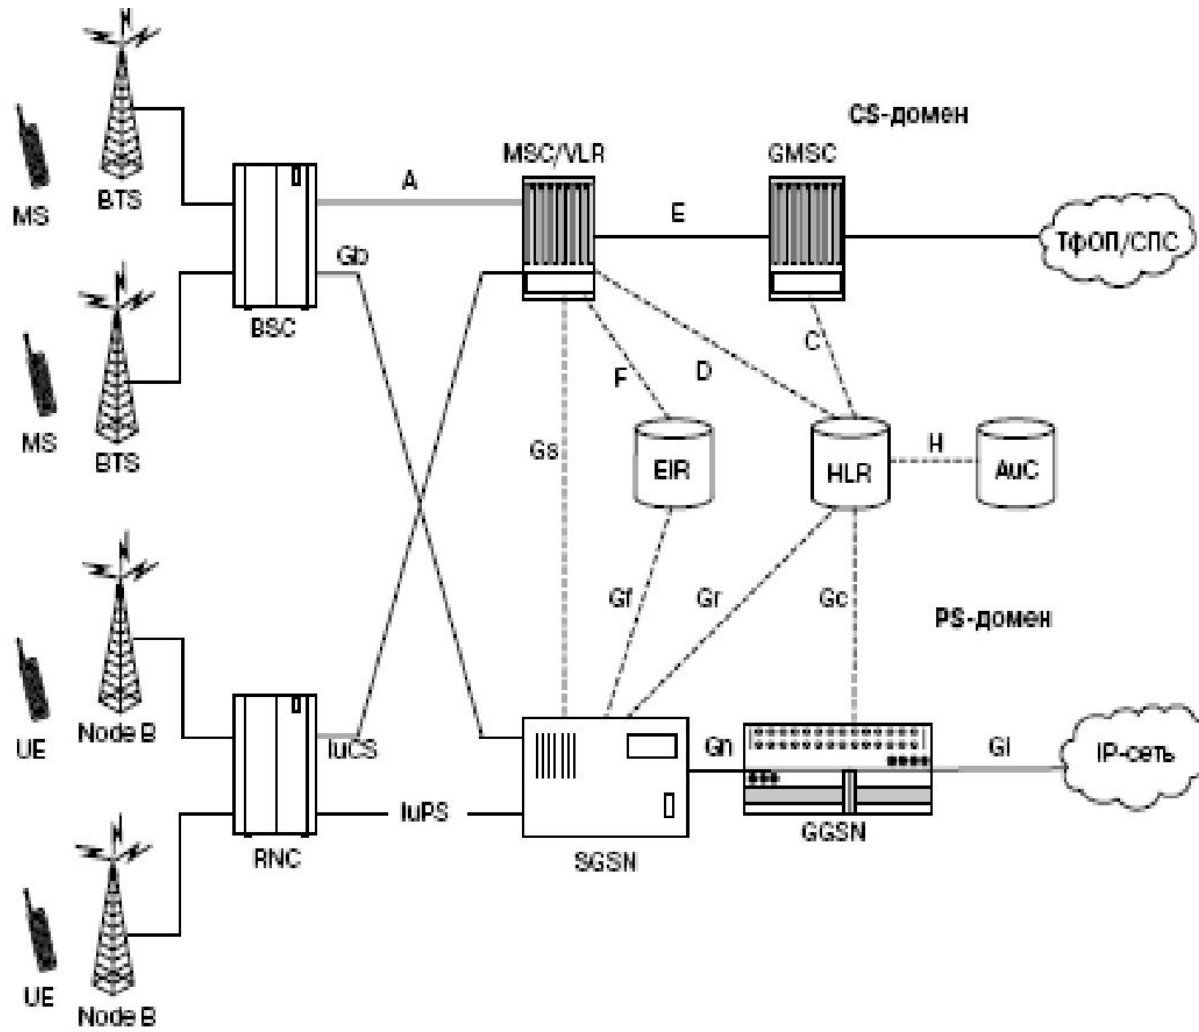 CS-домен
MSC/VLR
GMSC
A
BTS
MS
E
ТфОП/СПС
Gb
BSC
C
F
D
MS
BTS
Gs
EIR
HLR
H
AuC
Gf
Gr
Gc
PS-домен
UE
Node B
IuCS
Gn
Gi
IP-сеть
IuPS
GGSN
RNC
SGSN
UE
Node B